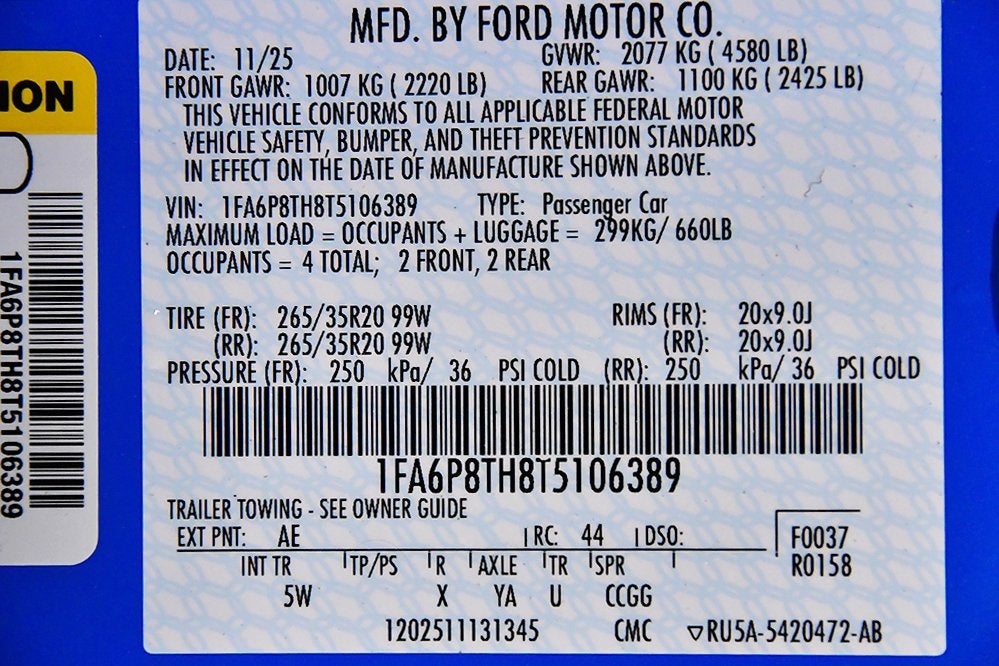 MFD. BY FORD MOTOR CO.
DATE: 11/25 GVWR: 2077 KG ( 4580 LB)
FRONT GAWR: 1007 KG ( 2220 LB) REAR GAWR: 1100 KG ( 2425 LB)
THIS VEHICLE CONFORMS TO ALL APPLICABLE FEDERAL MOTOR
VEHICLE SAFETY, BUMPER, AND THEFT PREVENTION STANDARDS
IN EFFECT ON THE DATE OF MANUFACTURE SHOWN ABOVE.
VIN: 1FA6P8TH8T5106389 TYPE: Passenger Car
MAXIMUM LOAD = OCCUPANTS + LUGGAGE = 299KG/ 660LB
OCCUPANTS = 4 TOTAL; 2 FRONT, 2 REAR
TIRE (FR): 265/35R20 99W RIMS (FR): 20x9.0J
(RR): 265/35R20 99W (RR): 20x9.0J
PRESSURE (FR): 250 kPa/ 36 PSI COLD (RR): 250 kPa/ 36 PSI COLD
1FA6P8TH8T5106389
TRAILER TOWING - SEE OWNER GUIDE
EXT PNT: AE RC: 44 DSO: F0037
INT TR TP/PS R AXLE TR SPR R0158
5W X YA U CCGG
1202511131345 CMC ▽RU5A-5420472-AB
ION
1FA6P8TH8T5106389